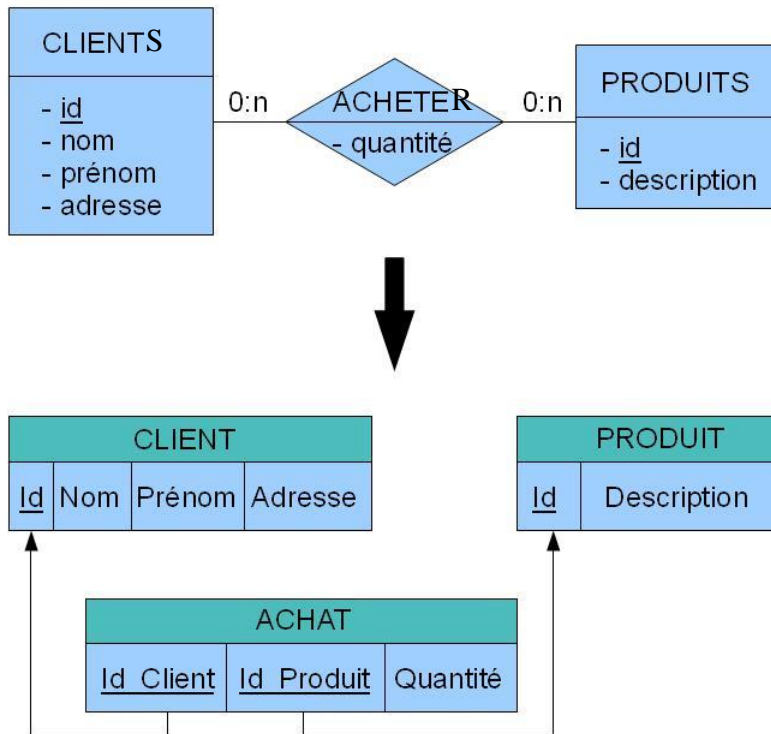 CLIENTS
- id
- nom
- prénom
- adresse
0:n
ACHETER
- quantité
0:n
PRODUITS
- id
- description
CLIENT
Id Nom Prénom Adresse
PRODUIT
Id Description
ACHAT
Id_Client Id_Produit Quantité